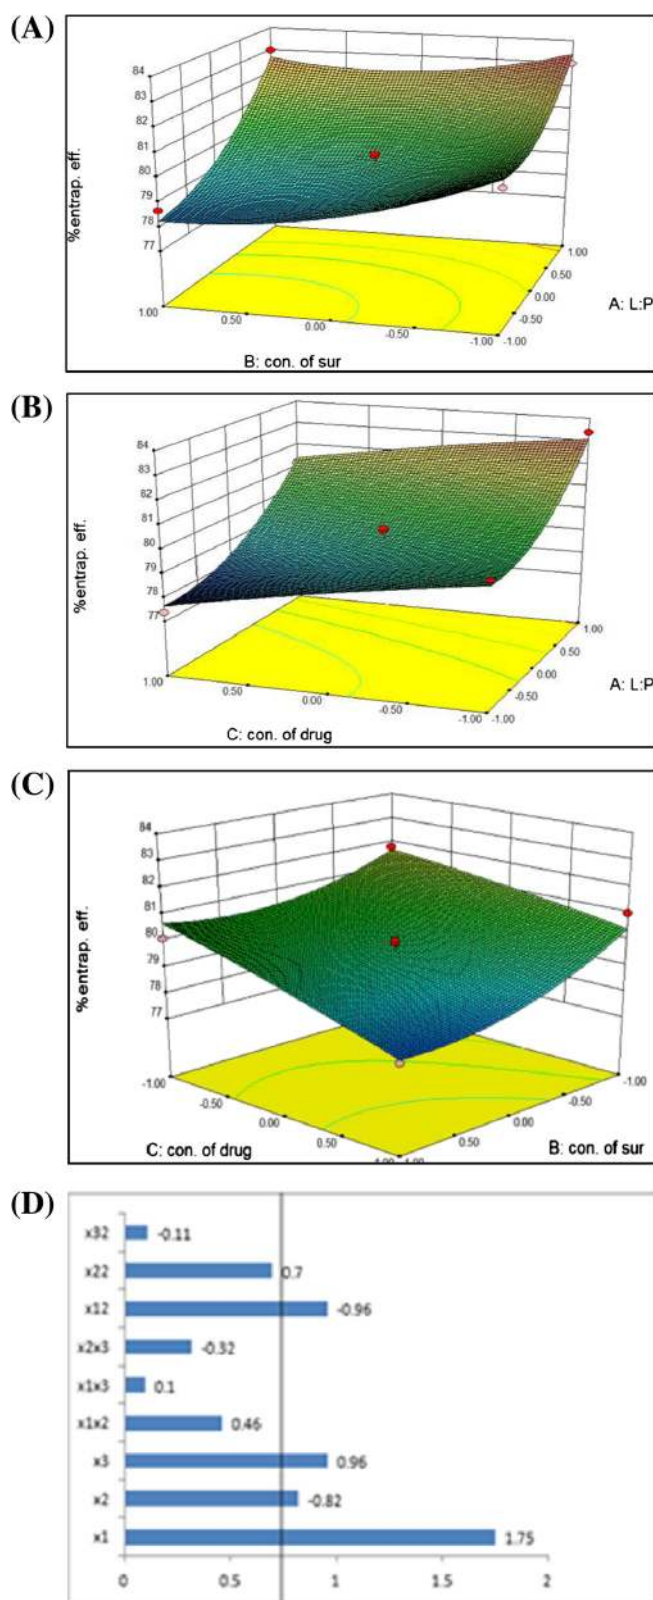 (A)
84
83
82
81
80
79
78
77
%entrap. eff.
1.00
0.50
0.00
-0.50
-1.00
-1.00
-0.50
0.00
0.50
1.00
A: L:P
B: con. of sur
(B)
84
83
82
81
80
79
78
77
%entrap. eff.
1.00
0.50
0.00
-0.50
-1.00
-1.00
-0.50
0.00
0.50
1.00
A: L:P
C: con. of drug
(C)
84
83
82
81
80
79
78
77
%entrap. eff.
-1.00
-0.50
0.00
0.50
0.50
0.00
-0.50
-1.00
C: con. of drug
B: con. of sur
(D)
x32 -0.11
x22 0.7
x12 -0.96
x2x3 -0.32
x1x3 0.1
x1x2 0.46
x3 0.96
x2 -0.82
x1 1.75
0 0.5 1 1.5 2